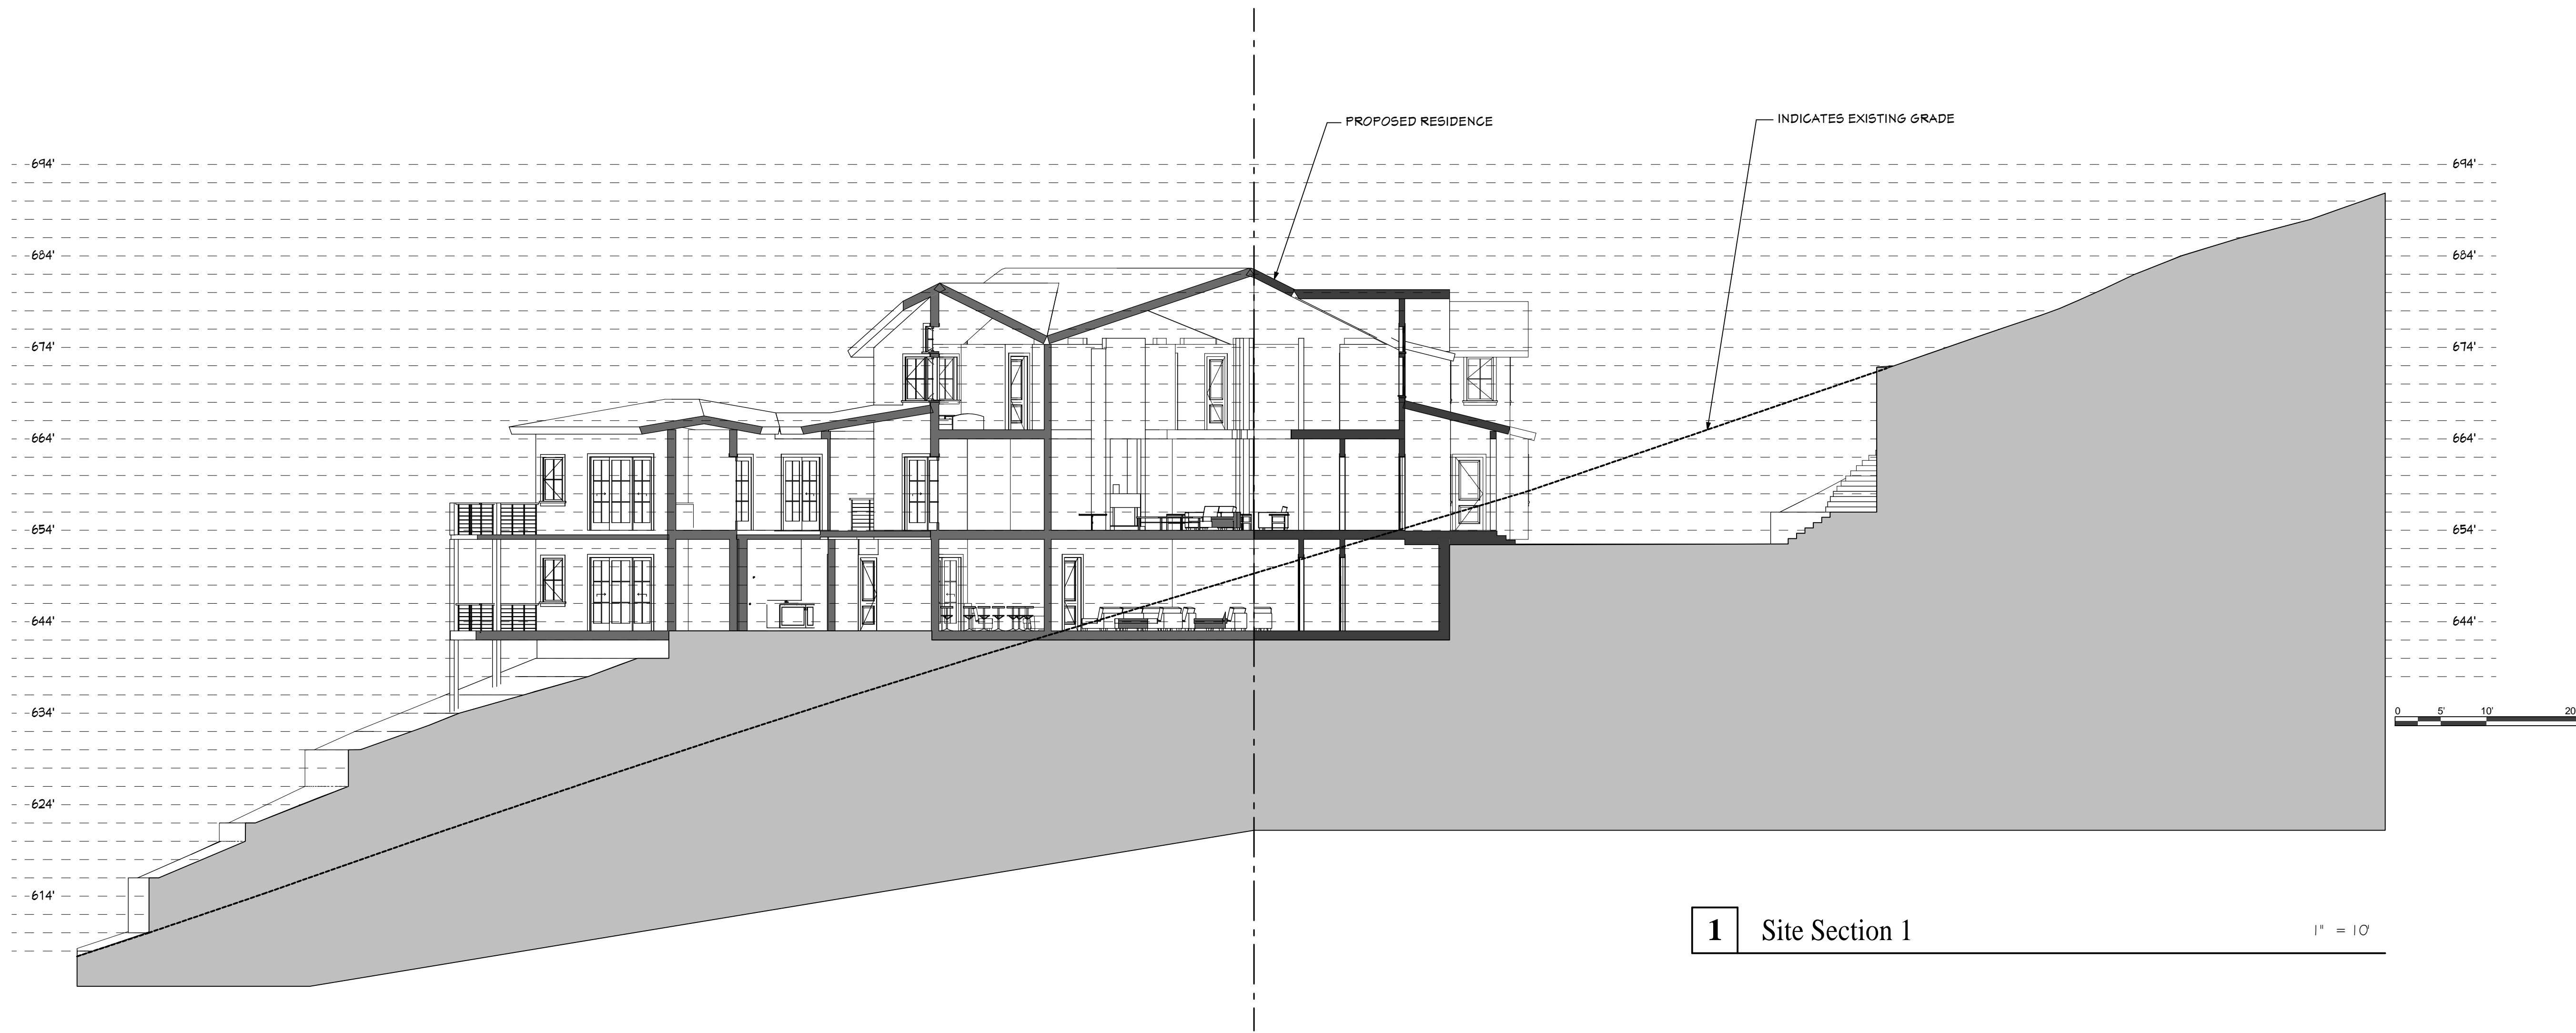 PROPOSED RESIDENCE
INDICATES EXISTING GRADE
694' 694'
684' 684'
674' 674'
664' 664'
654' 654'
644' 644'
634'
0 5' 10' 20
624'
614'
1 Site Section 1 1" = 10'